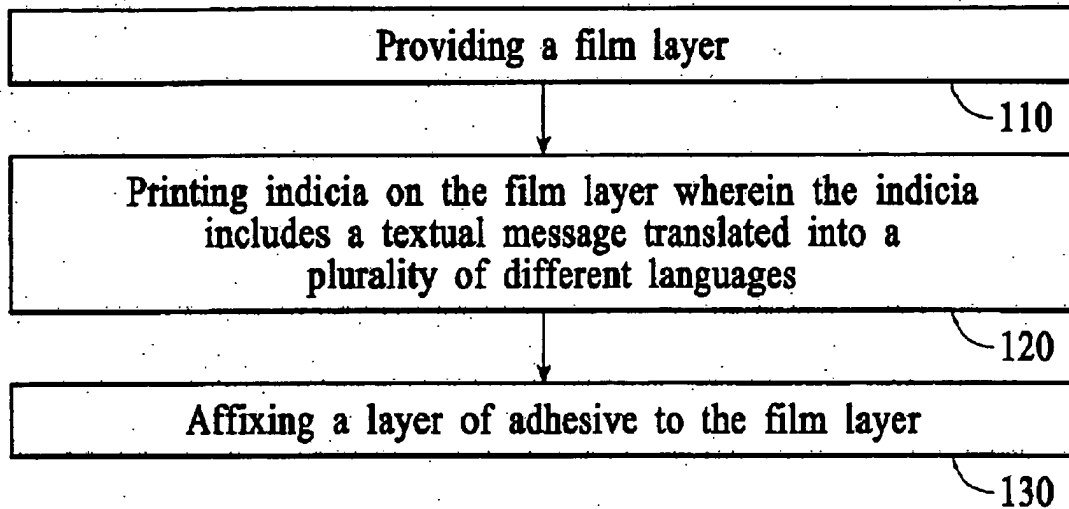 Providing a film layer
110
Printing indicia on the film layer wherein the indicia
includes a textual message translated into a
plurality of different languages
120
Affixing a layer of adhesive to the film layer
130